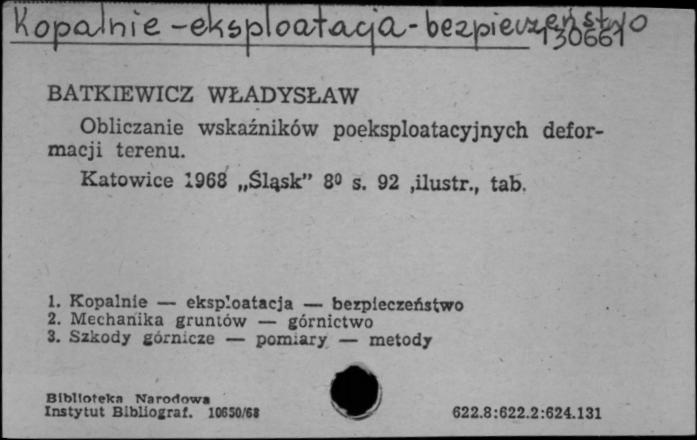 Kopalnie - eksploatacja - bezpieczeństwo
130661
BATKIEWICZ WŁADYSŁAW
Obliczanie wskaźników poeksploatacyjnych defor-
macji terenu.
Katowice 1968 „Śląsk” 8⁰ s. 92 ,ilustr., tab.
1. Kopalnie — eksploatacja — bezpieczeństwo
2. Mechanika gruntów — górnictwo
3. Szkody górnicze — pomiary — metody
Biblioteka Narodowa
Instytut Bibliograf. 10650/68
622.8:622.2:624.131